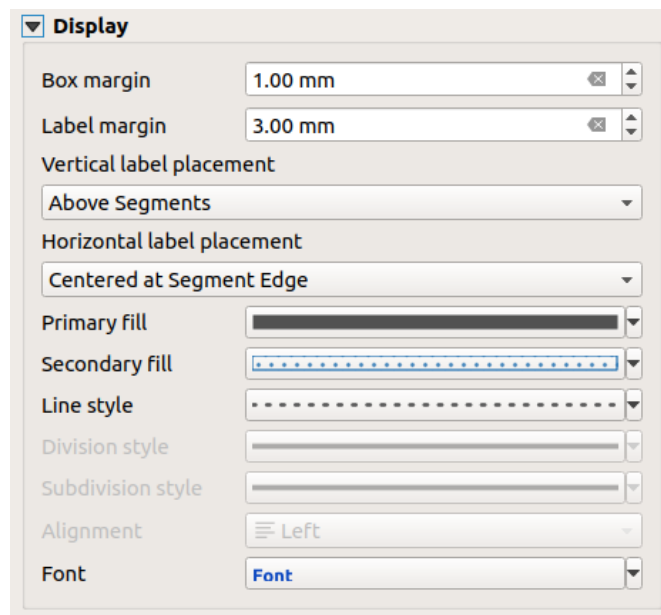 Display
Box margin 1.00 mm
Label margin 3.00 mm
Vertical label placement
Above Segments
Horizontal label placement
Centered at Segment Edge
Primary fill
Secondary fill
Line style
Division style
Subdivision style
Alignment Left
Font Font